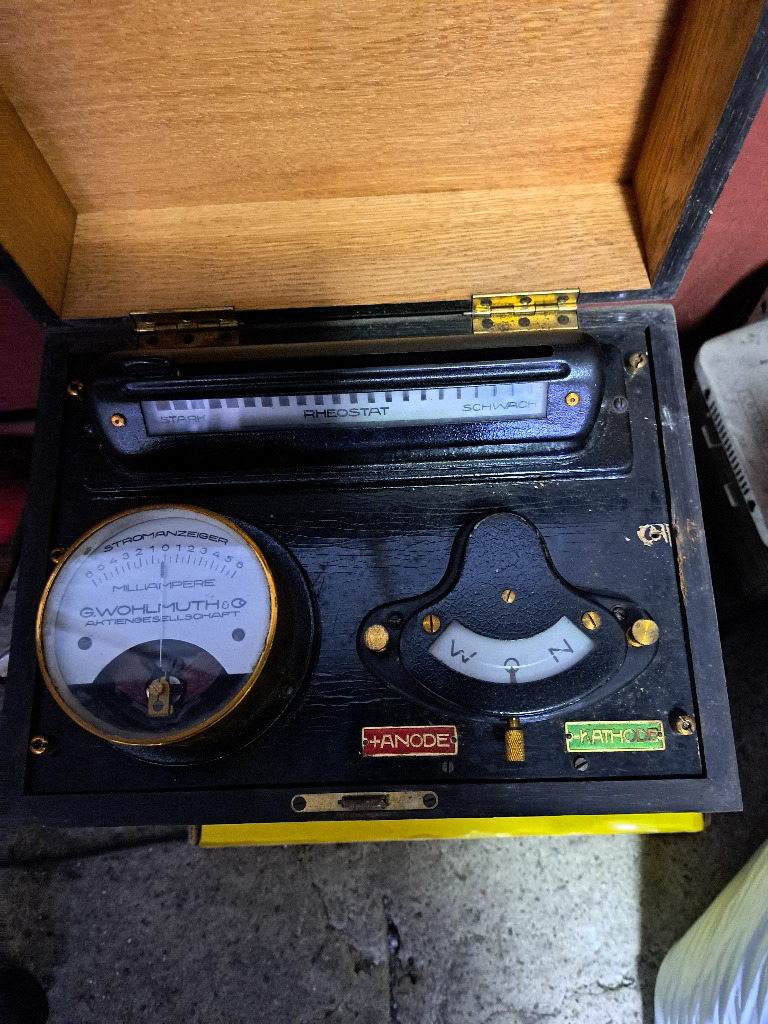 STARK RHEOSTAT SCHWACH
STROMANZEIGER
6 5 4 3 2 1 0 1 2 3 4 5 6
MILLIAMPERE
G. WOHLMUTH & Co
AKTIENGESELLSCHAFT
W O N
+ANODE
-KATHODE